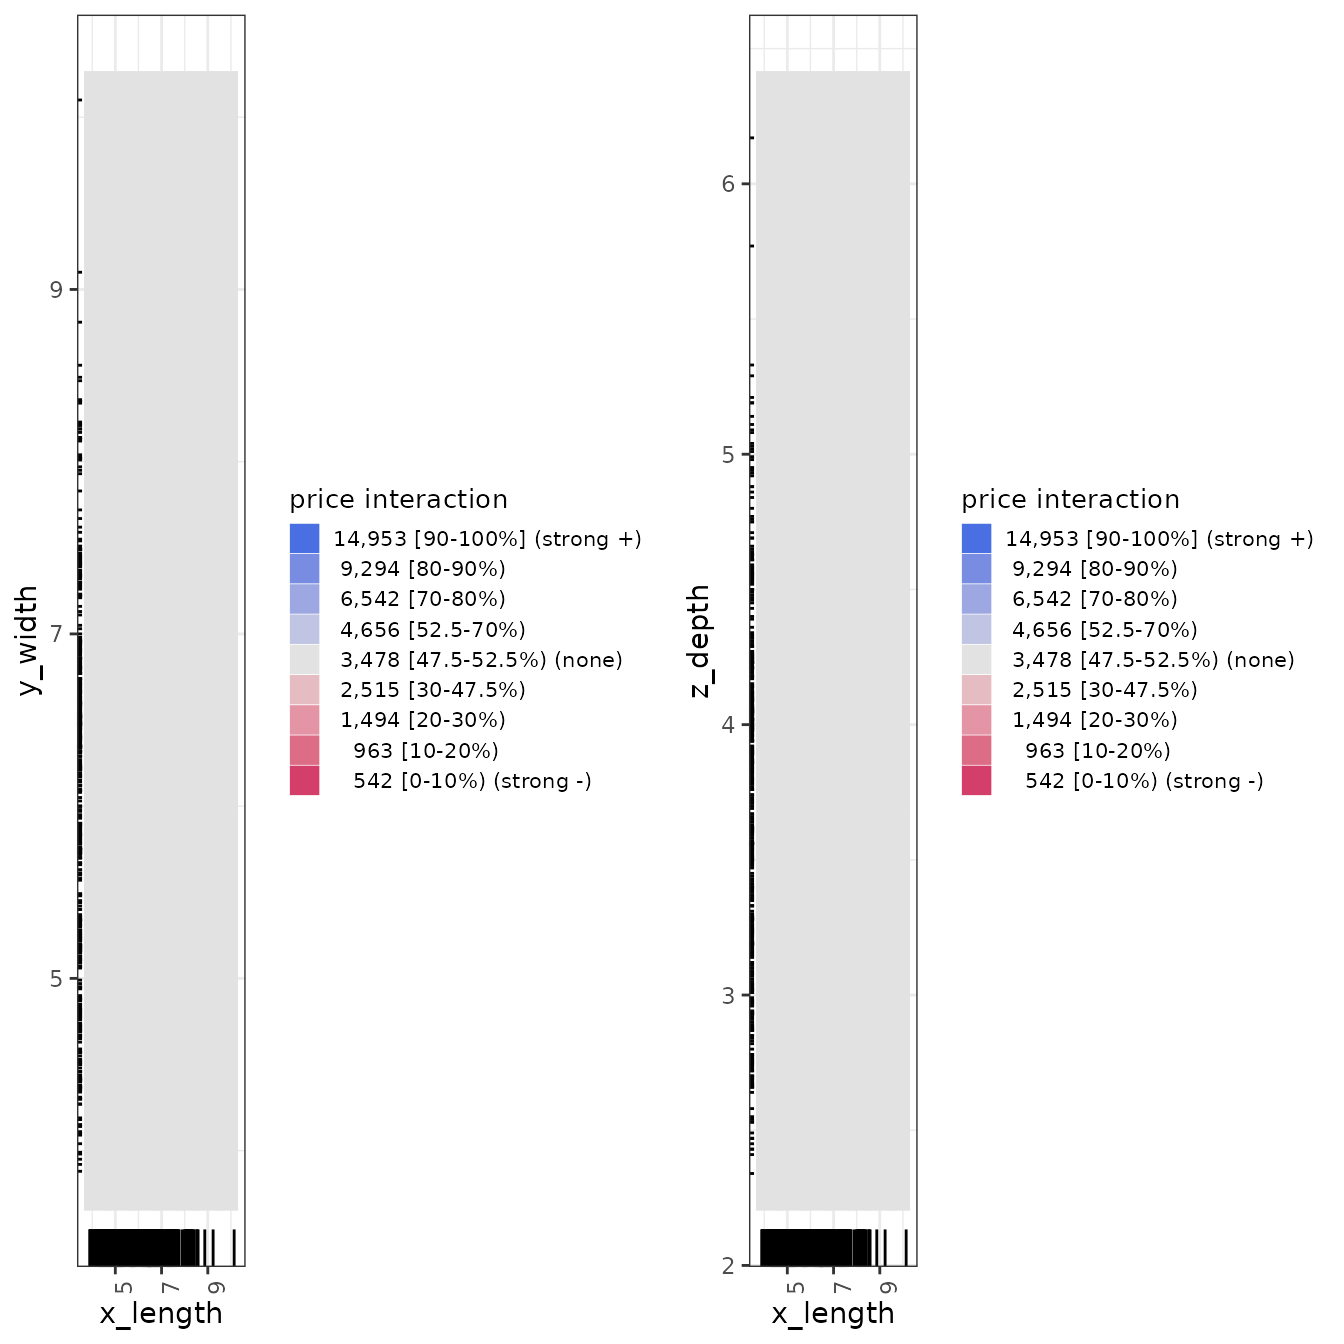 y_width
9
7
5
5
7
9
x_length
price interaction
14,953 [90-100%] (strong +)
9,294 [80-90%)
6,542 [70-80%)
4,656 [52.5-70%)
3,478 [47.5-52.5%) (none)
2,515 [30-47.5%)
1,494 [20-30%)
963 [10-20%)
542 [0-10%) (strong -)
z_depth
6
5
4
3
2
5
7
9
x_length
price interaction
14,953 [90-100%] (strong +)
9,294 [80-90%)
6,542 [70-80%)
4,656 [52.5-70%)
3,478 [47.5-52.5%) (none)
2,515 [30-47.5%)
1,494 [20-30%)
963 [10-20%)
542 [0-10%) (strong -)